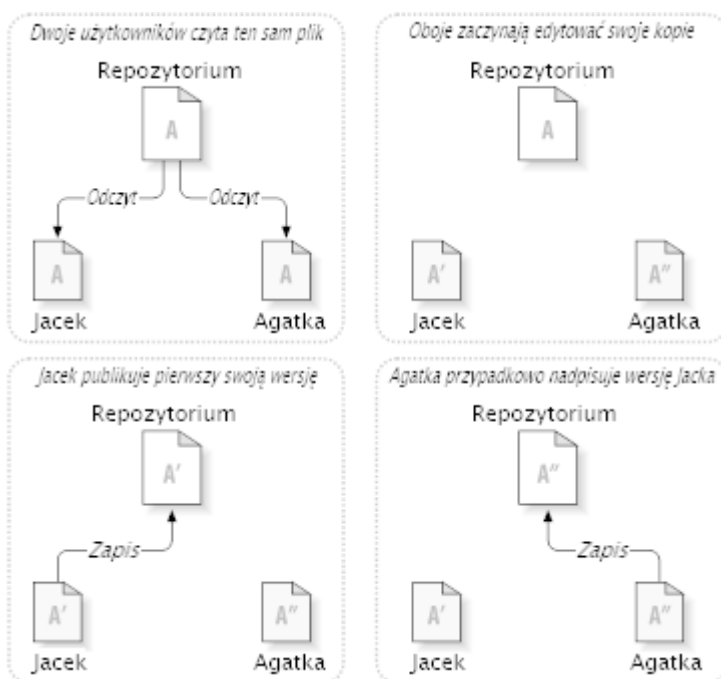 Dwoje użytkowników czyta ten sam plik
Repozytorium
A
Odczyt
Odczyt
A
A
Jacek
Agatka
Oboje zaczynają edytować swoje kopie
Repozytorium
A
A'
A"
Jacek
Agatka
Jacek publikuje pierwszy swoją wersję
Repozytorium
A'
Zapis
A'
A"
Jacek
Agatka
Agatka przypadkowo nadpisuje wersję Jacka
Repozytorium
A"
Zapis
A'
A"
Jacek
Agatka